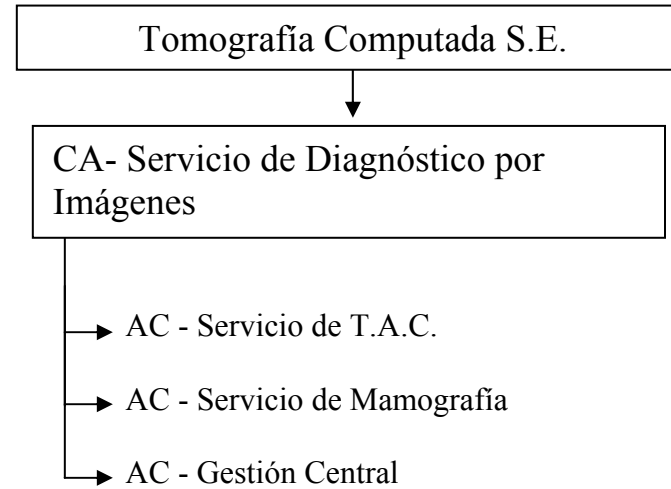 Tomografía Computada S.E.
CA- Servicio de Diagnóstico por
Imágenes
AC - Servicio de T.A.C.
AC - Servicio de Mamografía
AC - Gestión Central